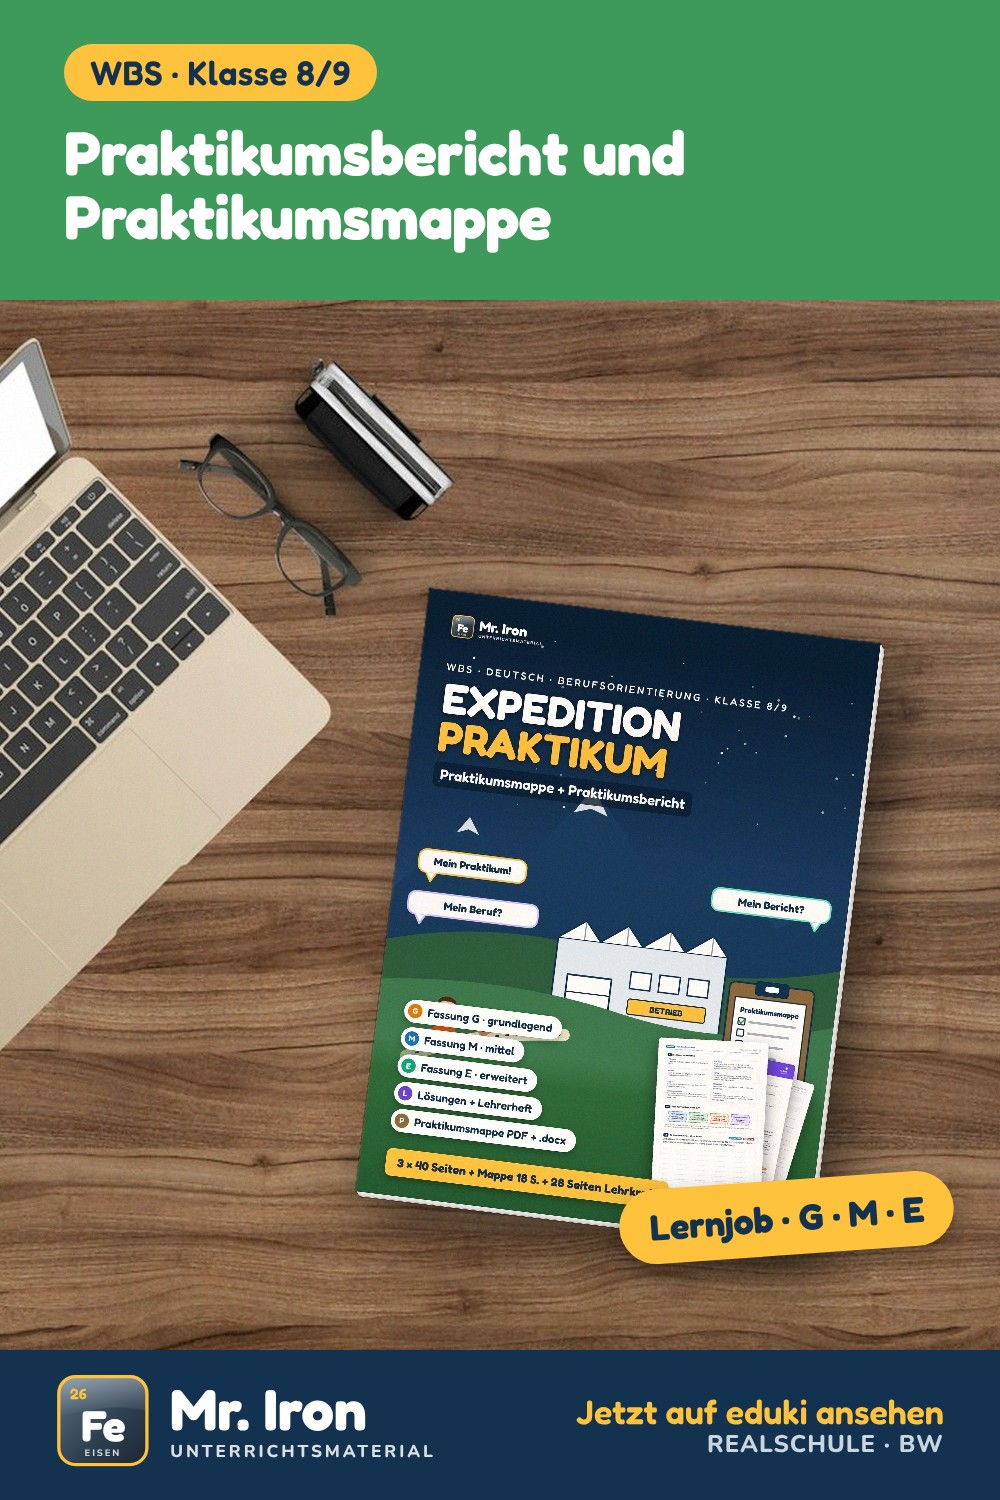 WBS · Klasse 8/9
Praktikumsbericht und
Praktikumsmappe
Fe
Mr. Iron
UNTERRICHTSMATERIAL
WBS · DEUTSCH · BERUFSORIENTIERUNG · KLASSE 8/9
EXPEDITION
PRAKTIKUM
Praktikumsmappe + Praktikumsbericht
Mein Praktikum!
Mein Beruf?
Mein Bericht?
BETRIEB
Praktikumsmappe
G Fassung G · grundlegend
M Fassung M · mittel
E Fassung E · erweitert
L Lösungen + Lehrerheft
P Praktikumsmappe PDF + .docx
3 × 40 Seiten + Mappe 18 S. + 28 Seiten
Lernjob · G · M · E
26
Fe
EISEN
Mr. Iron
UNTERRICHTSMATERIAL
Jetzt auf eduki ansehen
REALSCHULE · BW